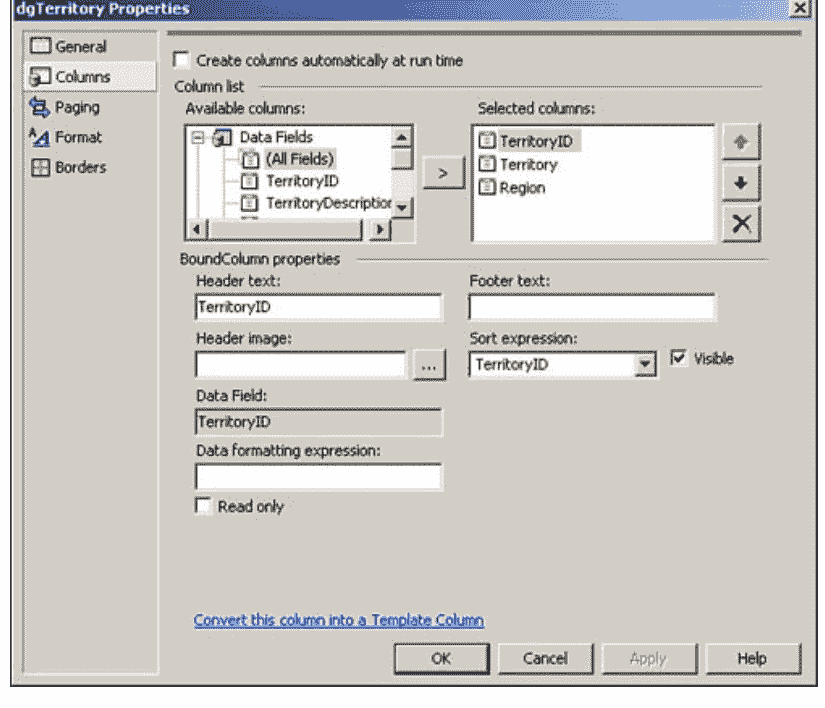 dgTerritory Properties
General
Columns
Paging
Format
Borders
Create columns automatically at run time
Column list
Available columns:
Data Fields
(All Fields)
TerritoryID
TerritoryDescription
>
Selected columns:
TerritoryID
Territory
Region
BoundColumn properties
Header text:
TerritoryID
Footer text:
Header image:
...
Sort expression:
TerritoryID
Visible
Data Field:
TerritoryID
Data formatting expression:
Read only
Convert this column into a Template Column
OK
Cancel
Apply
Help